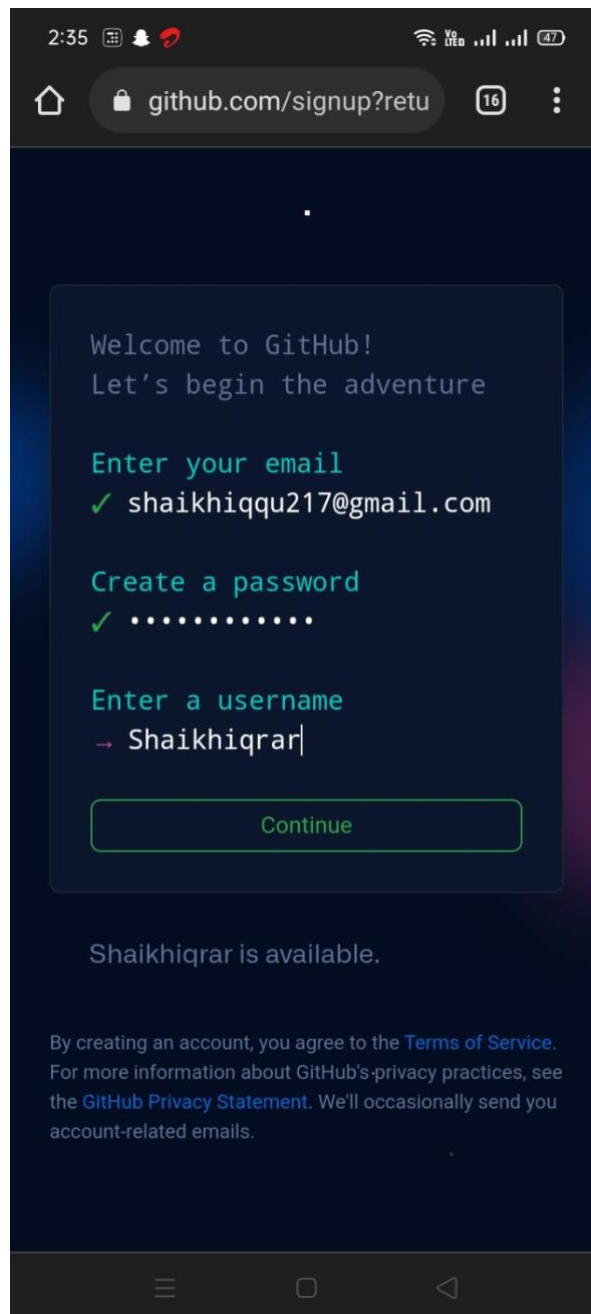 2:35
Vo LTED
47
github.com/signup?retu
16
Welcome to GitHub!
Let's begin the adventure
Enter your email
✓ shaikhiqqu217@gmail.com
Create a password
✓ ••••••••••••
Enter a username
→ Shaikhiqrar
Continue
Shaikhiqrar is available.
By creating an account, you agree to the Terms of Service.
For more information about GitHub's privacy practices, see
the GitHub Privacy Statement. We'll occasionally send you
account-related emails.